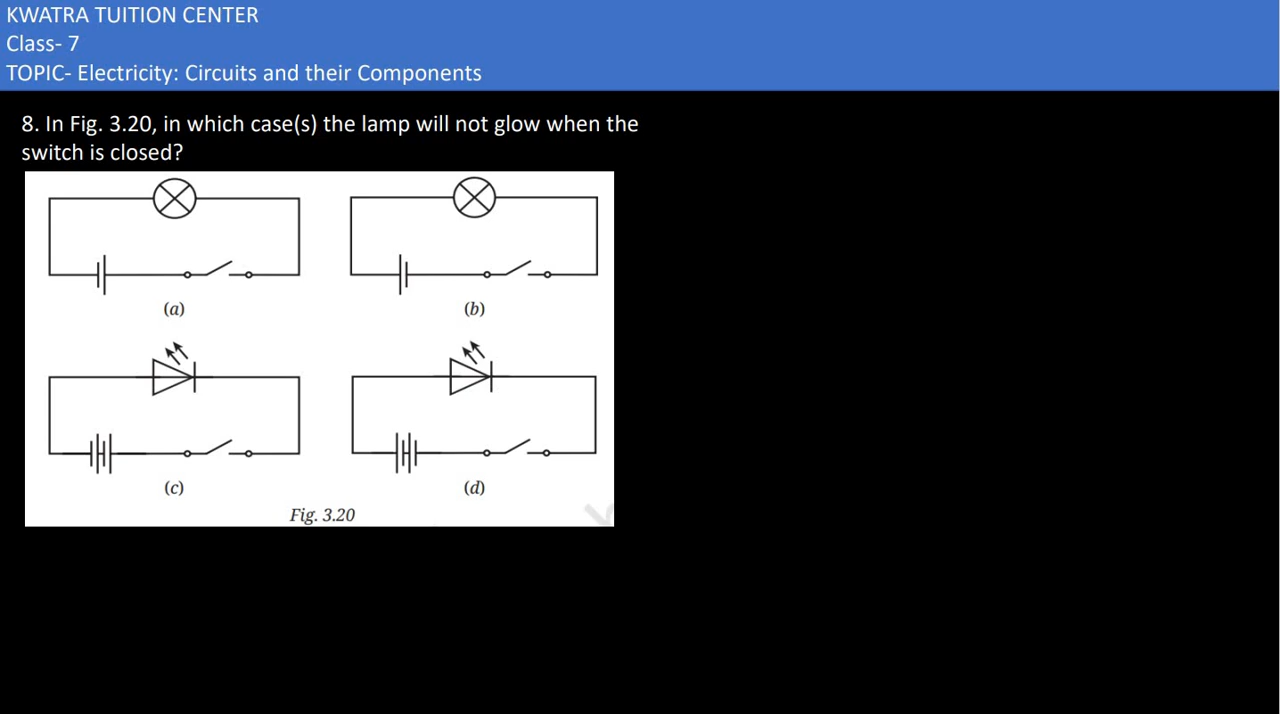 KWATRA TUITION CENTER
Class- 7
TOPIC- Electricity: Circuits and their Components
8. In Fig. 3.20, in which case(s) the lamp will not glow when the
switch is closed?
(a)
(b)
(c)
(d)
Fig. 3.20